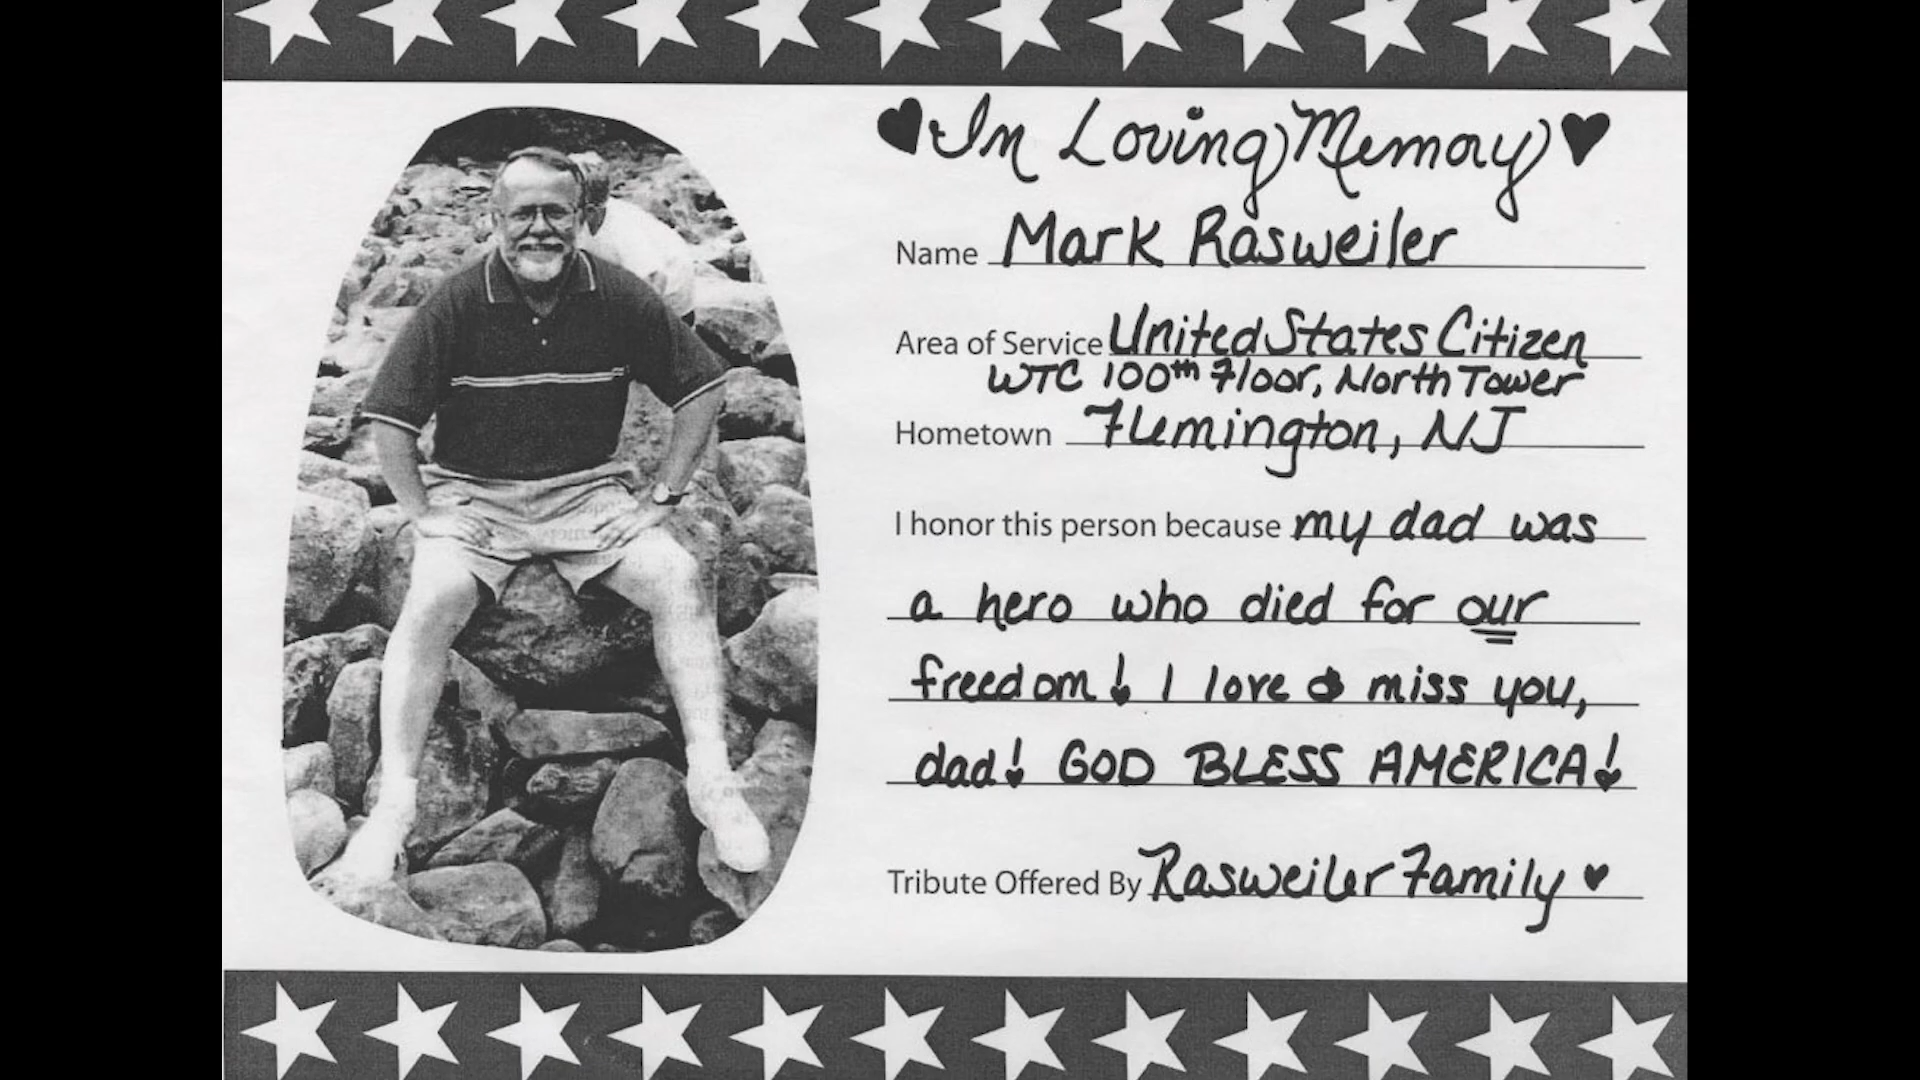 In Loving Memory
Name Mark Rasweiler
Area of Service United States Citizen
WTC 100th Floor, North Tower
Hometown Flemington, NJ
I honor this person because my dad was
a hero who died for our
freedom! I love & miss you,
dad! GOD BLESS AMERICA!
Tribute Offered By Rasweiler Family